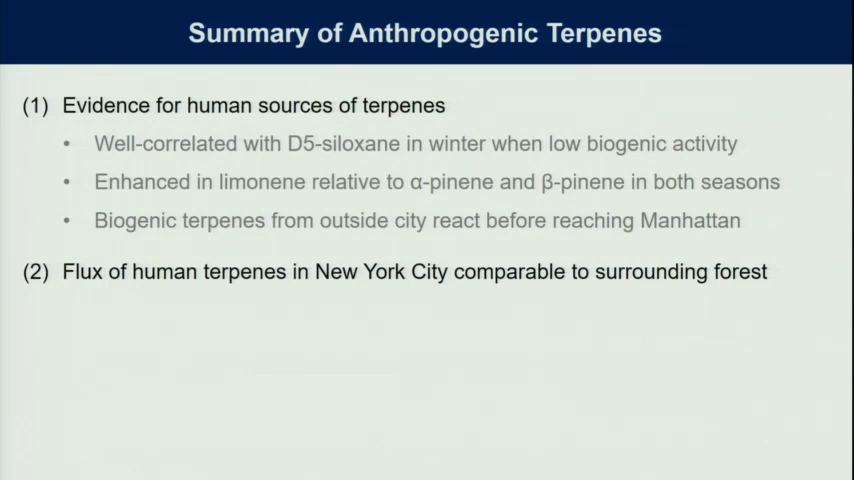 Summary of Anthropogenic Terpenes
(1) Evidence for human sources of terpenes
• Well-correlated with D5-siloxane in winter when low biogenic activity
• Enhanced in limonene relative to α-pinene and β-pinene in both seasons
• Biogenic terpenes from outside city react before reaching Manhattan
(2) Flux of human terpenes in New York City comparable to surrounding forest